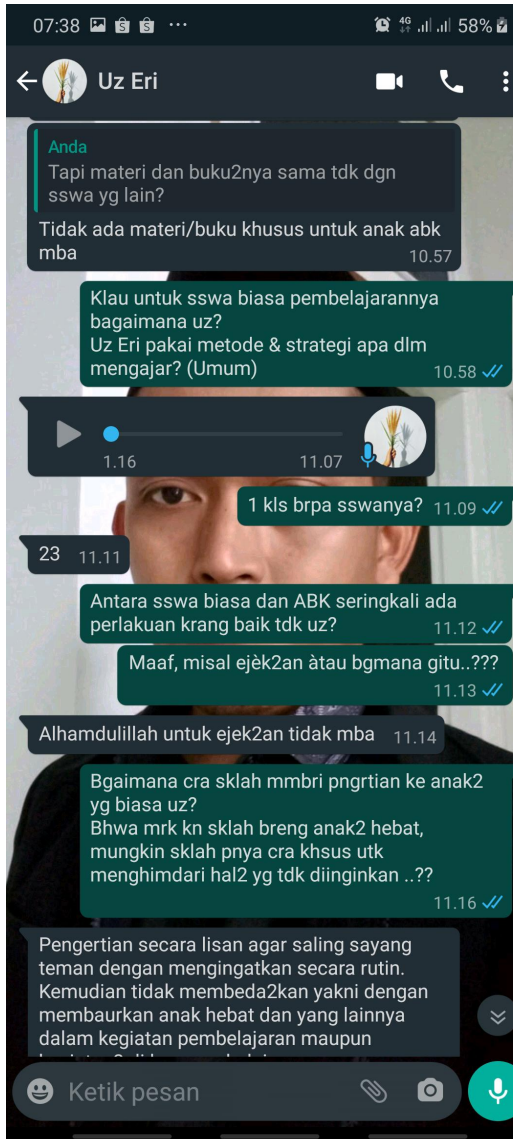 07:38
4G
58%
Uz Eri
Anda
Tapi materi dan buku2nya sama tdk dgn
sswa yg lain?
Tidak ada materi/buku khusus untuk anak abk
mba
10.57
Klau untuk sswa biasa pembelajarannya
bagaimana uz?
Uz Eri pakai metode & strategi apa dlm
mengajar? (Umum)
10.58
1.16
11.07
1 kls brpa sswanya? 11.09
23 11.11
Antara sswa biasa dan ABK seringkali ada
perlakuan krang baik tdk uz?
11.12
Maaf, misal ejèk2an àtau bgmana gitu..???
11.13
Alhamdulillah untuk ejek2an tidak mba 11.14
Bgaimana cra sklah mmbri pngrtian ke anak2
yg biasa uz?
Bhwa mrk kn sklah breng anak2 hebat,
mungkin sklah pnya cra khsus utk
menghimdari hal2 yg tdk diinginkan ..??
11.16
Pengertian secara lisan agar saling sayang
teman dengan mengingatkan secara rutin.
Kemudian tidak membeda2kan yakni dengan
membaurkan anak hebat dan yang lainnya
dalam kegiatan pembelajaran maupun
Ketik pesan